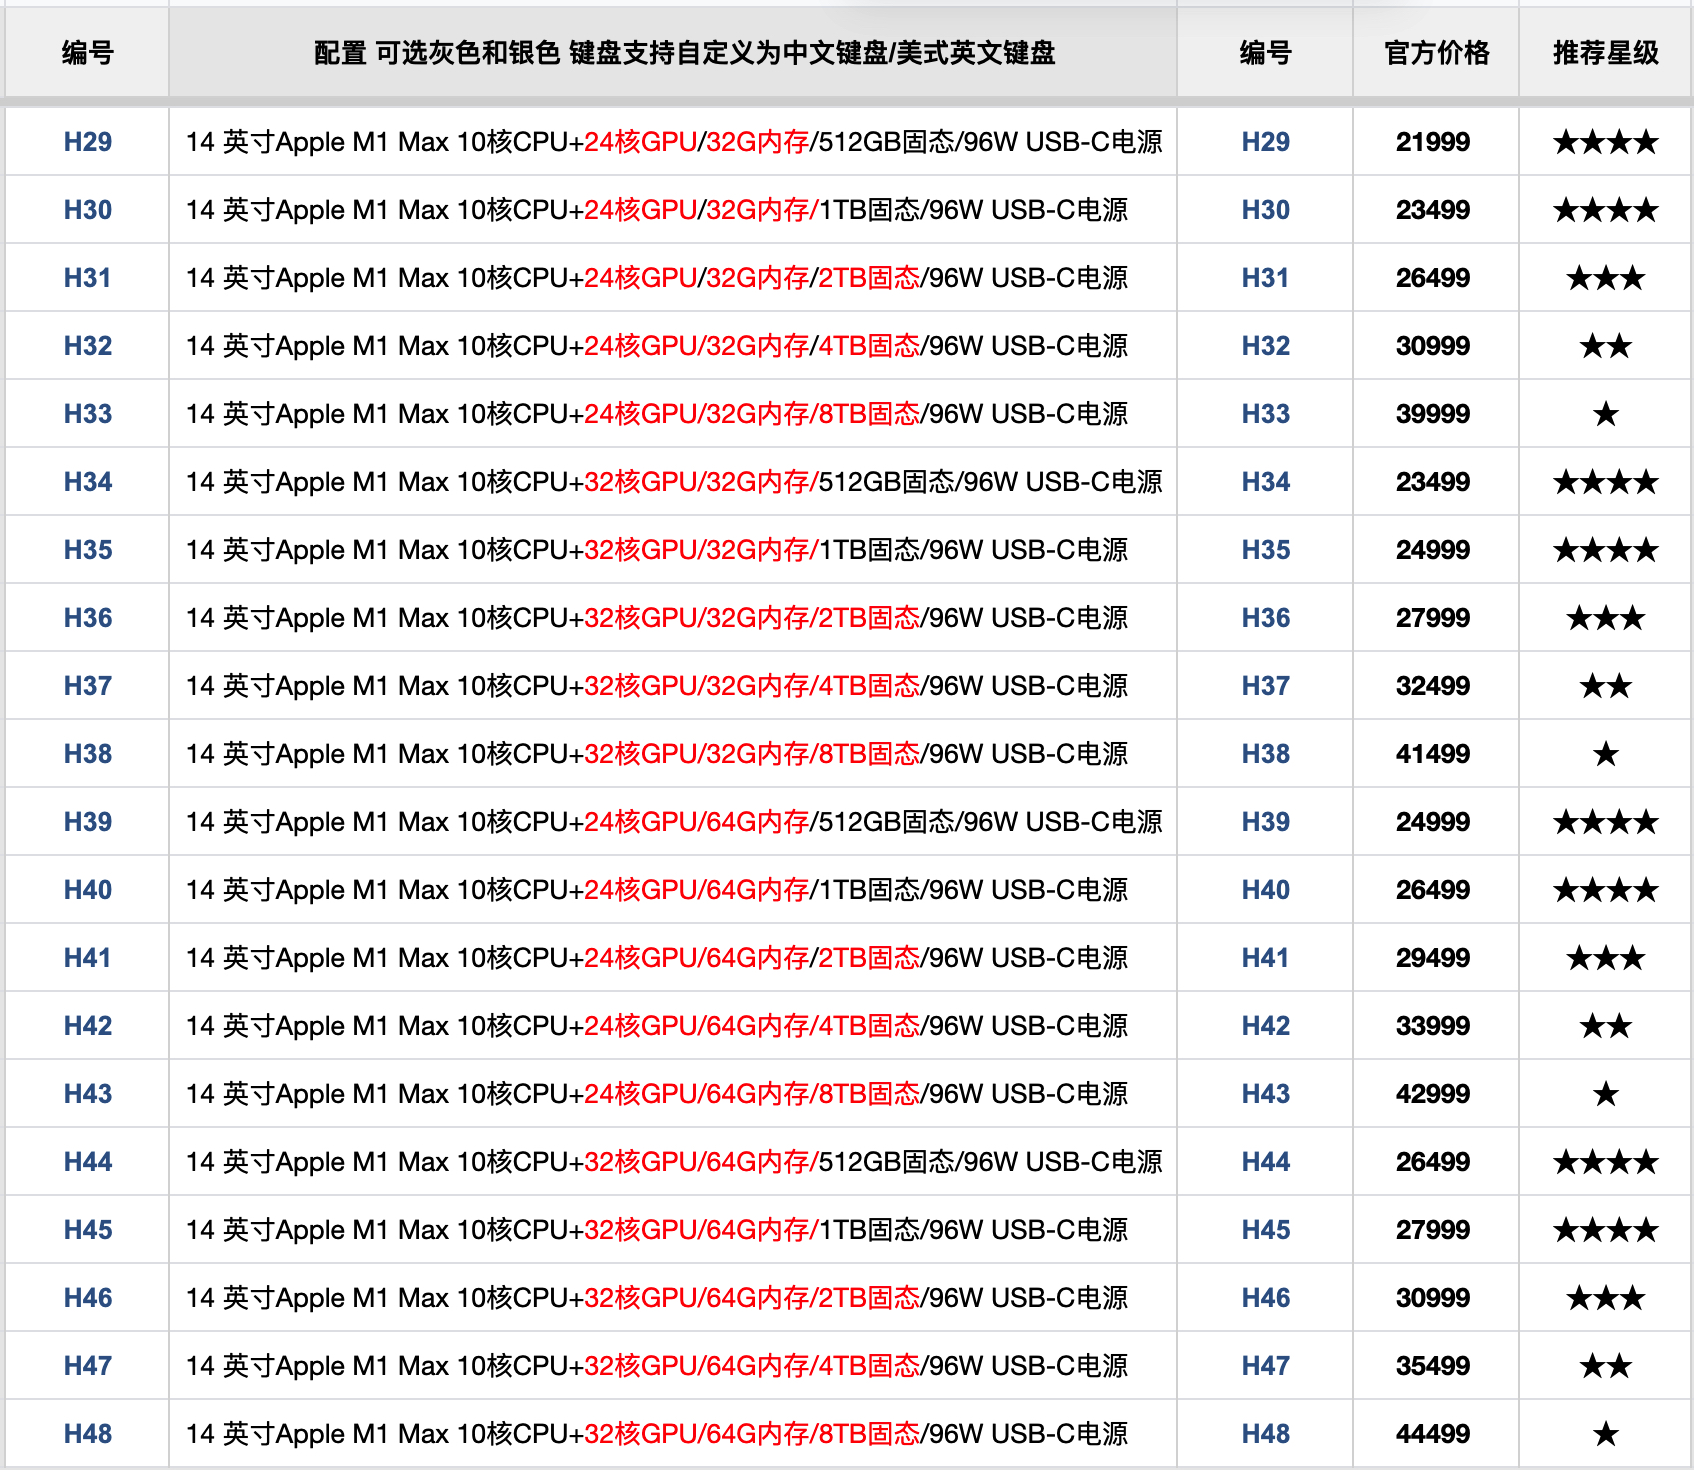 编号 配置 可选灰色和银色 键盘支持自定义为中文键盘/美式英文键盘 编号 官方价格 推荐星级
H29 14 英寸Apple M1 Max 10核CPU+24核GPU/32G内存/512GB固态/96W USB-C电源 H29 21999 ★★★★
H30 14 英寸Apple M1 Max 10核CPU+24核GPU/32G内存/1TB固态/96W USB-C电源 H30 23499 ★★★★
H31 14 英寸Apple M1 Max 10核CPU+24核GPU/32G内存/2TB固态/96W USB-C电源 H31 26499 ★★★
H32 14 英寸Apple M1 Max 10核CPU+24核GPU/32G内存/4TB固态/96W USB-C电源 H32 30999 ★★
H33 14 英寸Apple M1 Max 10核CPU+24核GPU/32G内存/8TB固态/96W USB-C电源 H33 39999 ★
H34 14 英寸Apple M1 Max 10核CPU+32核GPU/32G内存/512GB固态/96W USB-C电源 H34 23499 ★★★★
H35 14 英寸Apple M1 Max 10核CPU+32核GPU/32G内存/1TB固态/96W USB-C电源 H35 24999 ★★★★
H36 14 英寸Apple M1 Max 10核CPU+32核GPU/32G内存/2TB固态/96W USB-C电源 H36 27999 ★★★
H37 14 英寸Apple M1 Max 10核CPU+32核GPU/32G内存/4TB固态/96W USB-C电源 H37 32499 ★★
H38 14 英寸Apple M1 Max 10核CPU+32核GPU/32G内存/8TB固态/96W USB-C电源 H38 41499 ★
H39 14 英寸Apple M1 Max 10核CPU+24核GPU/64G内存/512GB固态/96W USB-C电源 H39 24999 ★★★★
H40 14 英寸Apple M1 Max 10核CPU+24核GPU/64G内存/1TB固态/96W USB-C电源 H40 26499 ★★★★
H41 14 英寸Apple M1 Max 10核CPU+24核GPU/64G内存/2TB固态/96W USB-C电源 H41 29499 ★★★
H42 14 英寸Apple M1 Max 10核CPU+24核GPU/64G内存/4TB固态/96W USB-C电源 H42 33999 ★★
H43 14 英寸Apple M1 Max 10核CPU+24核GPU/64G内存/8TB固态/96W USB-C电源 H43 42999 ★
H44 14 英寸Apple M1 Max 10核CPU+32核GPU/64G内存/512GB固态/96W USB-C电源 H44 26499 ★★★★
H45 14 英寸Apple M1 Max 10核CPU+32核GPU/64G内存/1TB固态/96W USB-C电源 H45 27999 ★★★★
H46 14 英寸Apple M1 Max 10核CPU+32核GPU/64G内存/2TB固态/96W USB-C电源 H46 30999 ★★★
H47 14 英寸Apple M1 Max 10核CPU+32核GPU/64G内存/4TB固态/96W USB-C电源 H47 35499 ★★
H48 14 英寸Apple M1 Max 10核CPU+32核GPU/64G内存/8TB固态/96W USB-C电源 H48 44499 ★